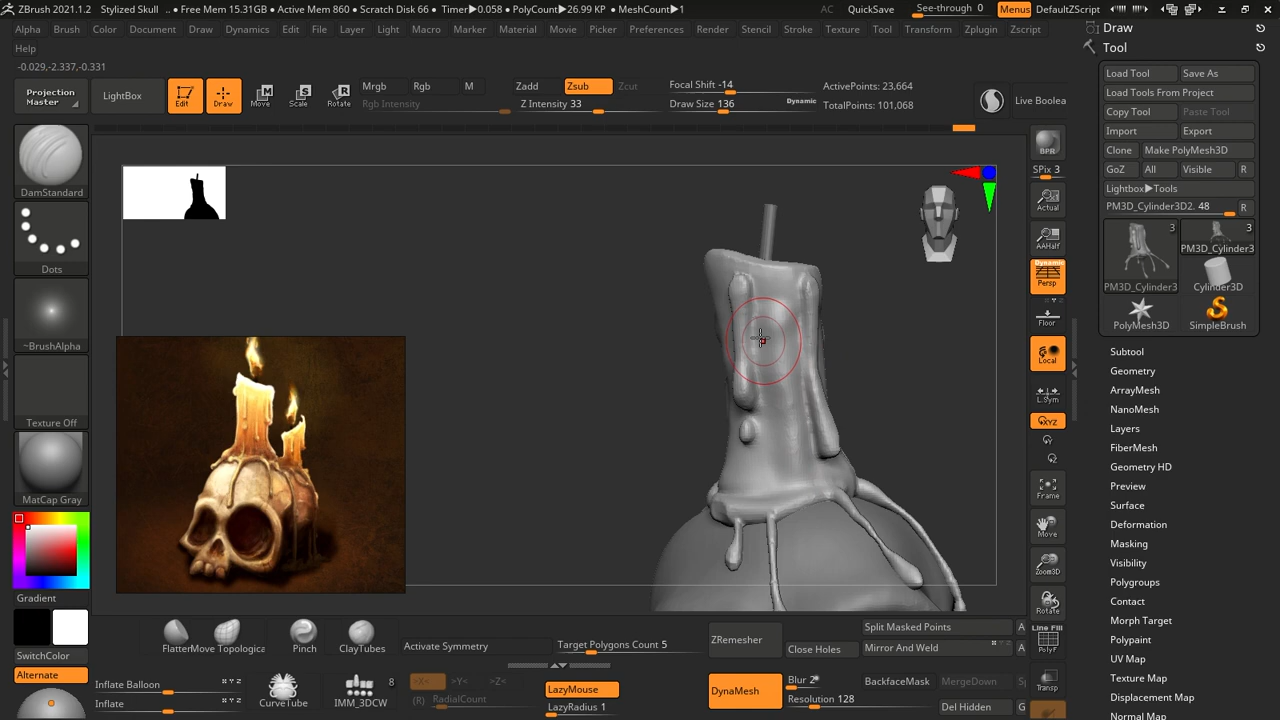 ZBrush 2021.1.2 Stylized Skull .. • Free Mem 15.31GB • Active Mem 860 • Scratch Disk 66 • Timer▶0.058 • PolyCount▶26.99 KP • MeshCount▶1 AC QuickSave See-through 0 Menus DefaultZScript
Alpha Brush Color Document Draw Dynamics Edit File Layer Light Macro Marker Material Movie Picker Preferences Render Stencil Stroke Texture Tool Transform Zplugin Zscript
Help
-0.029,-2.337,-0.331
Projection Master
LightBox
Edit Draw Move Scale Rotate
Mrgb Rgb M
Rgb Intensity
Zadd Zsub Zcut
Z Intensity 33
Focal Shift -14
Draw Size 136 Dynamic
ActivePoints: 23,664
TotalPoints: 101,068
Live Boolea
DamStandard
Dots
~BrushAlpha
Texture Off
MatCap Gray
Gradient
SwitchColor
Alternate
BPR
SPix 3
Actual
AAHalf
Dynamic
Persp
Floor
Local
L.Sym
XYZ
Frame
Move
Zoom3D
Rotate
Line Fill
PolyF
Transp
Draw
Tool
Load Tool Save As
Load Tools From Project
Copy Tool Paste Tool
Import Export
Clone Make PolyMesh3D
GoZ All Visible R
Lightbox▶Tools
PM3D_Cylinder3D2. 48 R
3 3
PM3D_Cylinder3
PM3D_Cylinder3 Cylinder3D
PolyMesh3D SimpleBrush
Subtool
Geometry
ArrayMesh
NanoMesh
Layers
FiberMesh
Geometry HD
Preview
Surface
Deformation
Masking
Visibility
Polygroups
Contact
Morph Target
Polypaint
UV Map
Texture Map
Displacement Map
Normal Map
Move Topologica
Pinch ClayTubes
Activate Symmetry
Target Polygons Count 5
ZRemesher
Close Holes
Split Masked Points A
Mirror And Weld A
Inflate Balloon
Inflate
CurveTube
8
IMM_3DCW
>X< >Y< >Z<
(R) RadialCount
LazyMouse
LazyRadius 1
DynaMesh
Blur 2
Resolution 128
BackfaceMask MergeDown
Del Hidden G